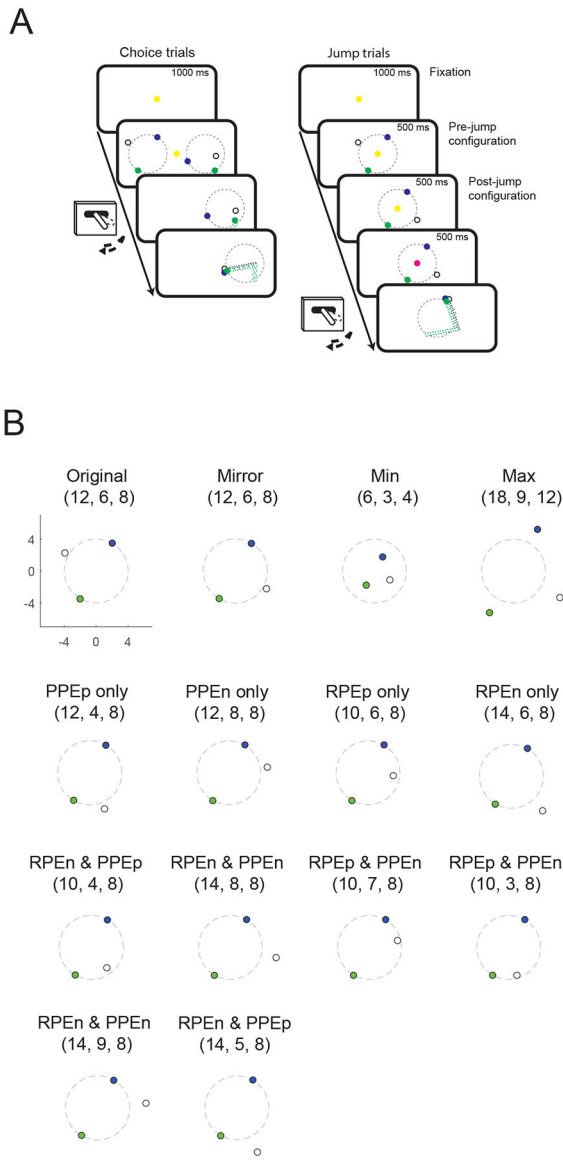 A
Choice trials
Jump trials
1000 ms
1000 ms
Fixation
500 ms
Pre-jump
configuration
500 ms
Post-jump
configuration
500 ms
B
Original
(12, 6, 8)
Mirror
(12, 6, 8)
Min
(6, 3, 4)
Max
(18, 9, 12)
4
0
-4
-4 0 4
PPEp only
(12, 4, 8)
PPEn only
(12, 8, 8)
RPEp only
(10, 6, 8)
RPEn only
(14, 6, 8)
RPEn & PPEp
(10, 4, 8)
RPEn & PPEn
(14, 8, 8)
RPEp & PPEn
(10, 7, 8)
RPEp & PPEn
(10, 3, 8)
RPEn & PPEn
(14, 9, 8)
RPEn & PPEp
(14, 5, 8)